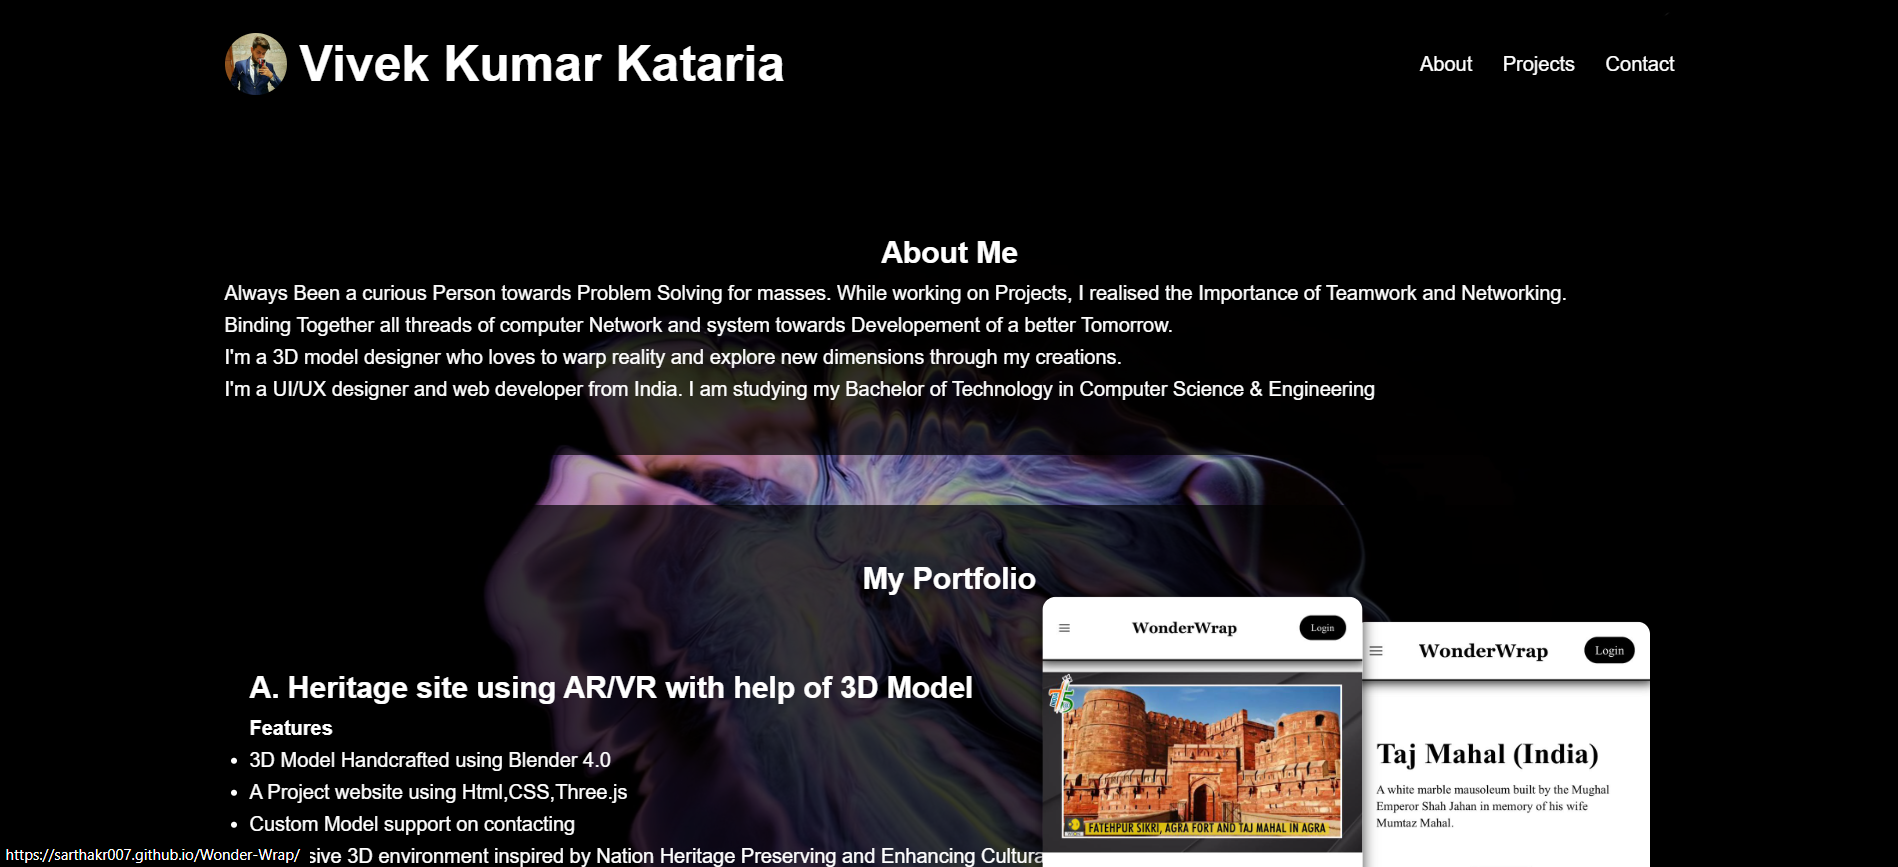 Vivek Kumar Kataria
About Projects Contact
About Me
Always Been a curious Person towards Problem Solving for masses. While working on Projects, I realised the Importance of Teamwork and Networking.
Binding Together all threads of computer Network and system towards Developement of a better Tomorrow.
I'm a 3D model designer who loves to warp reality and explore new dimensions through my creations.
I'm a UI/UX designer and web developer from India. I am studying my Bachelor of Technology in Computer Science & Engineering
My Portfolio
A. Heritage site using AR/VR with help of 3D Model
Features
3D Model Handcrafted using Blender 4.0
A Project website using Html,CSS,Three.js
Custom Model support on contacting
sive 3D environment inspired by Nation Heritage Preserving and Enhancing Cultura
WonderWrap
Login
75
FATEHPUR SIKRI, AGRA FORT AND TAJ MAHAL IN AGRA
WonderWrap
Login
Taj Mahal (India)
A white marble mausoleum built by the Mughal
Emperor Shah Jahan in memory of his wife
Mumtaz Mahal.
https://sarthakr007.github.io/Wonder-Wrap/